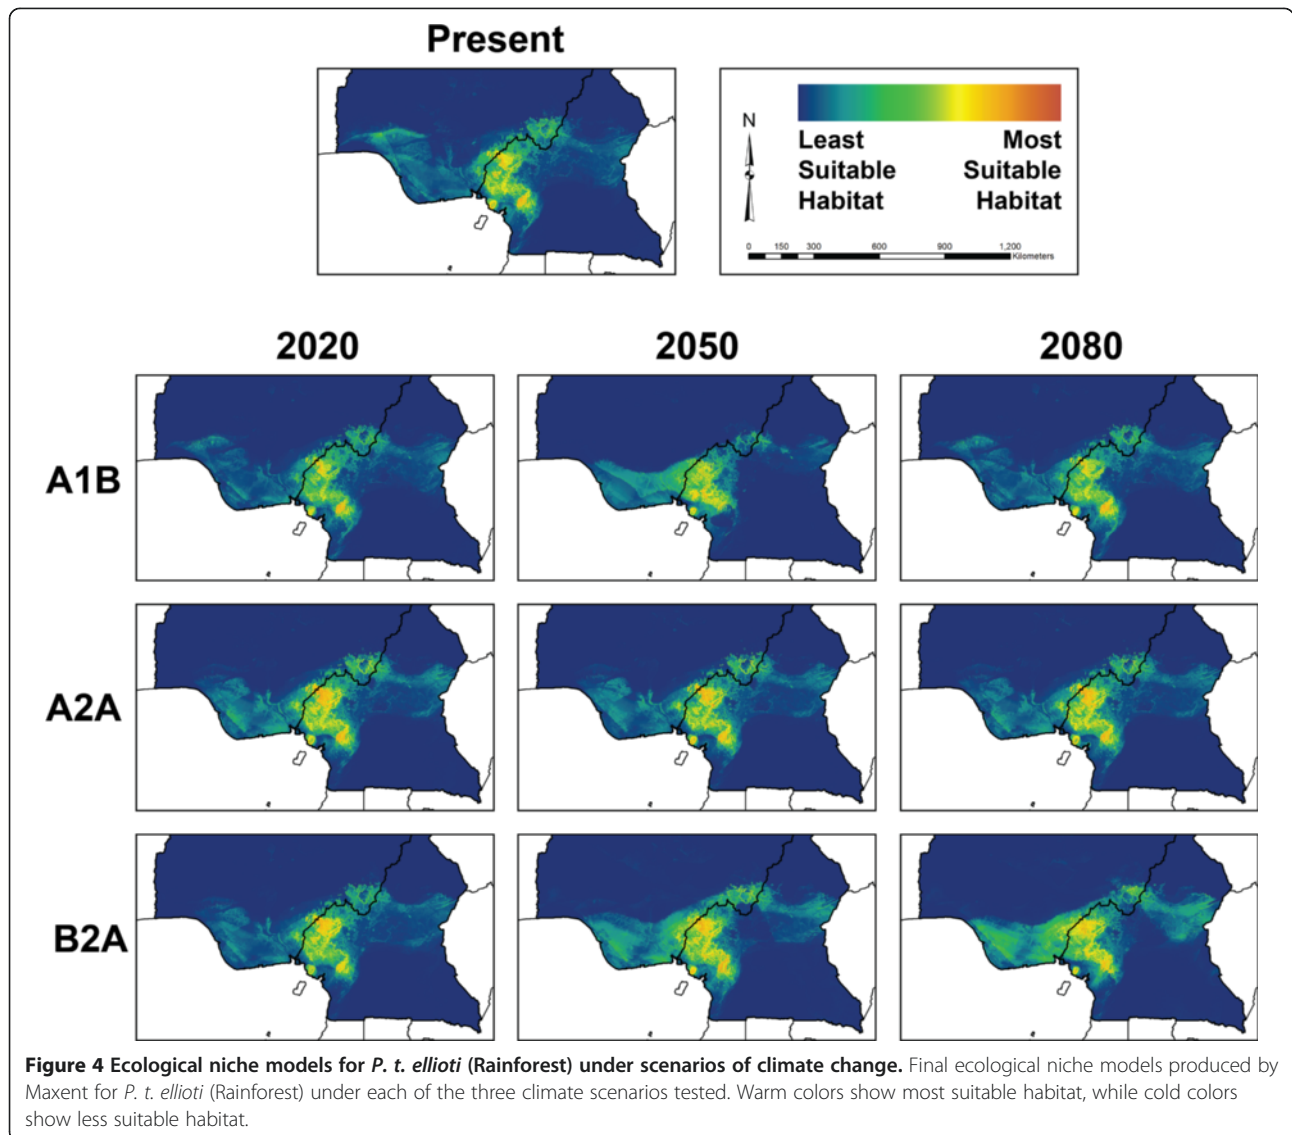 Present
N
Least
Suitable
Habitat
Most
Suitable
Habitat
0 150 300 600 900 1,200
Kilometers
2020 2050 2080
A1B
A2A
B2A
Figure 4 Ecological niche models for P. t. ellioti (Rainforest) under scenarios of climate change. Final ecological niche models produced by
Maxent for P. t. ellioti (Rainforest) under each of the three climate scenarios tested. Warm colors show most suitable habitat, while cold colors
show less suitable habitat.